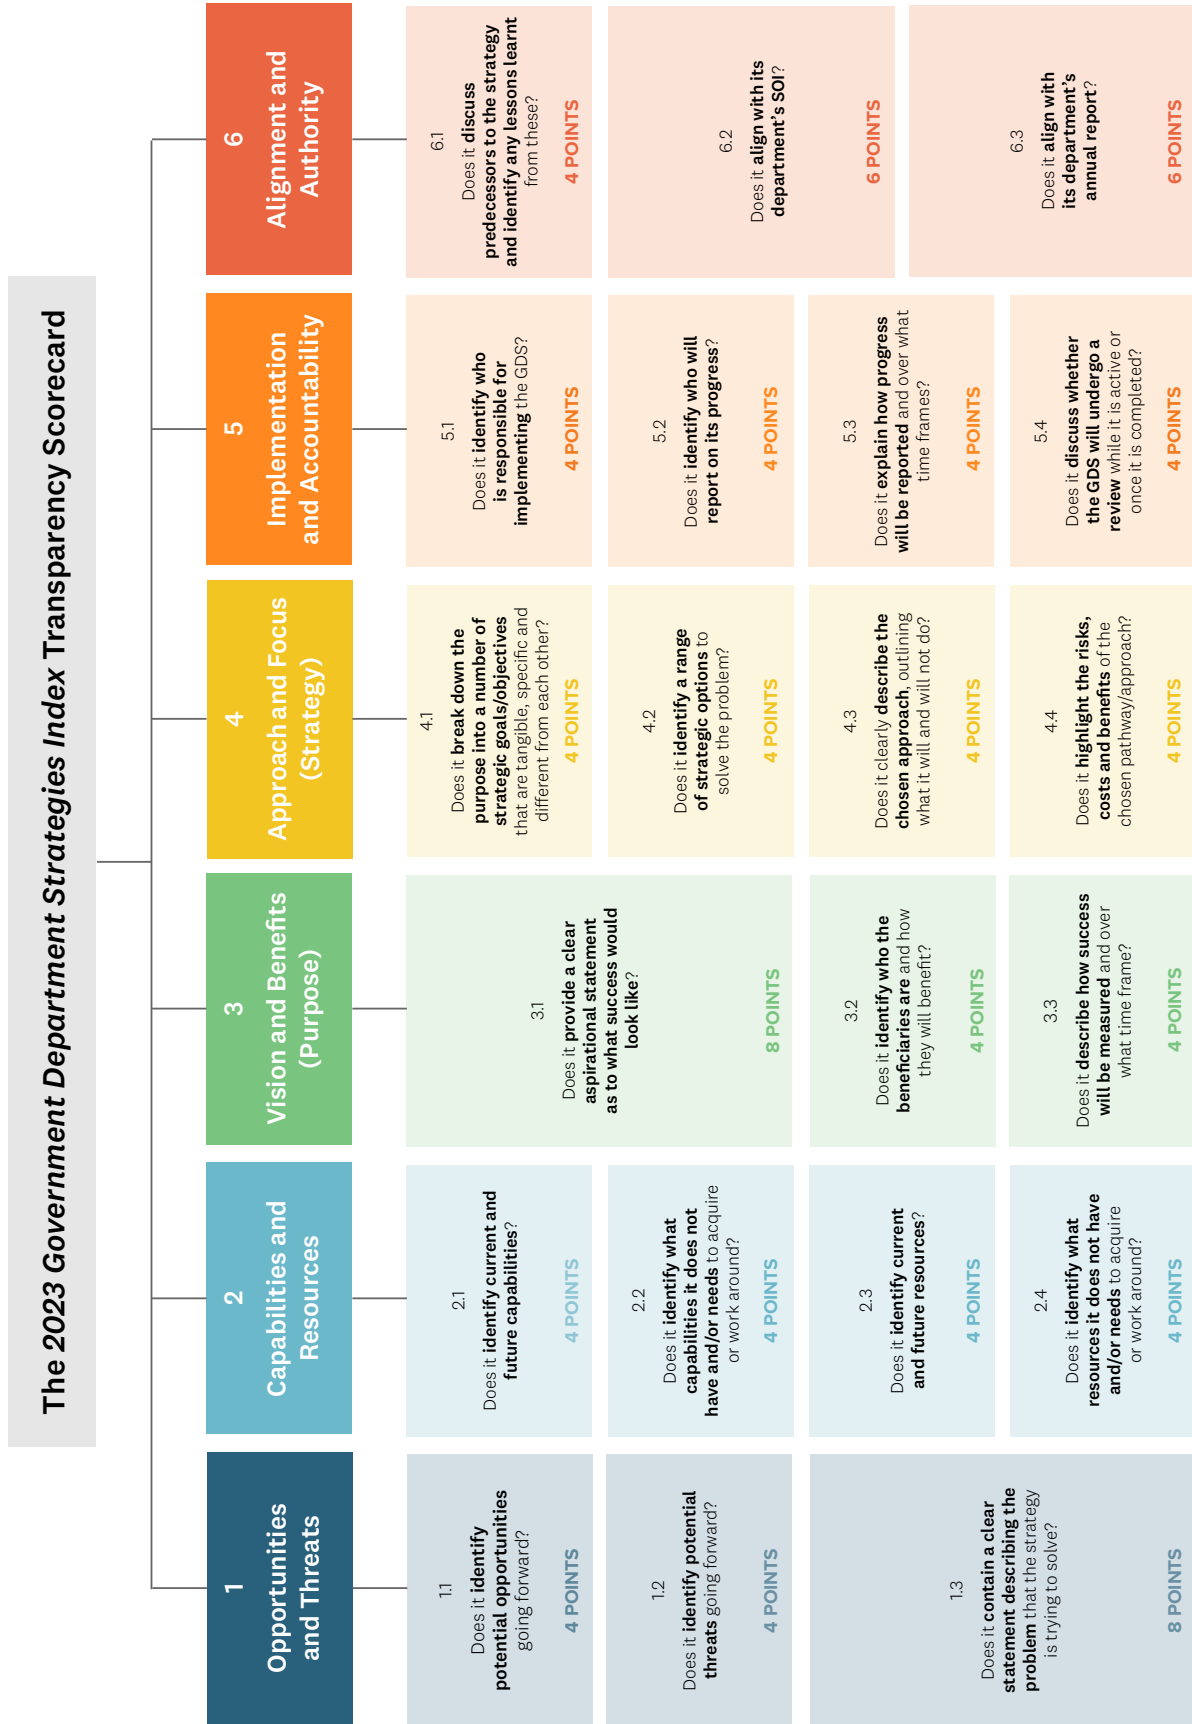 The 2023 Government Department Strategies Index Transparency Scorecard
1
Opportunities
and Threats
1.1
Does it identify
potential opportunities
going forward?
4 POINTS
1.2
Does it identify potential
threats going forward?
4 POINTS
1.3
Does it contain a clear
statement describing the
problem that the strategy
is trying to solve?
8 POINTS
2
Capabilities and
Resources
2.1
Does it identify current and
future capabilities?
4 POINTS
2.2
Does it identify what
capabilities it does not
have and/or needs to acquire
or work around?
4 POINTS
2.3
Does it identify current
and future resources?
4 POINTS
2.4
Does it identify what
resources it does not have
and/or needs to acquire
or work around?
4 POINTS
3
Vision and Benefits
(Purpose)
3.1
Does it provide a clear
aspirational statement
as to what success would
look like?
8 POINTS
3.2
Does it identify who the
beneficiaries are and how
they will benefit?
4 POINTS
3.3
Does it describe how success
will be measured and over
what time frame?
4 POINTS
4
Approach and Focus
(Strategy)
4.1
Does it break down the
purpose into a number of
strategic goals/objectives
that are tangible, specific and
different from each other?
4 POINTS
4.2
Does it identify a range
of strategic options to
solve the problem?
4 POINTS
4.3
Does it clearly describe the
chosen approach, outlining
what it will and will not do?
4 POINTS
4.4
Does it highlight the risks,
costs and benefits of the
chosen pathway/approach?
4 POINTS
5
Implementation
and Accountability
5.1
Does it identify who
is responsible for
implementing the GDS?
4 POINTS
5.2
Does it identify who will
report on its progress?
4 POINTS
5.3
Does it explain how progress
will be reported and over what
time frames?
4 POINTS
5.4
Does it discuss whether
the GDS will undergo a
review while it is active or
once it is completed?
4 POINTS
6
Alignment and
Authority
6.1
Does it discuss
predecessors to the strategy
and identify any lessons learnt
from these?
4 POINTS
6.2
Does it align with its
department's SOI?
6 POINTS
6.3
Does it align with
its department's
annual report?
6 POINTS